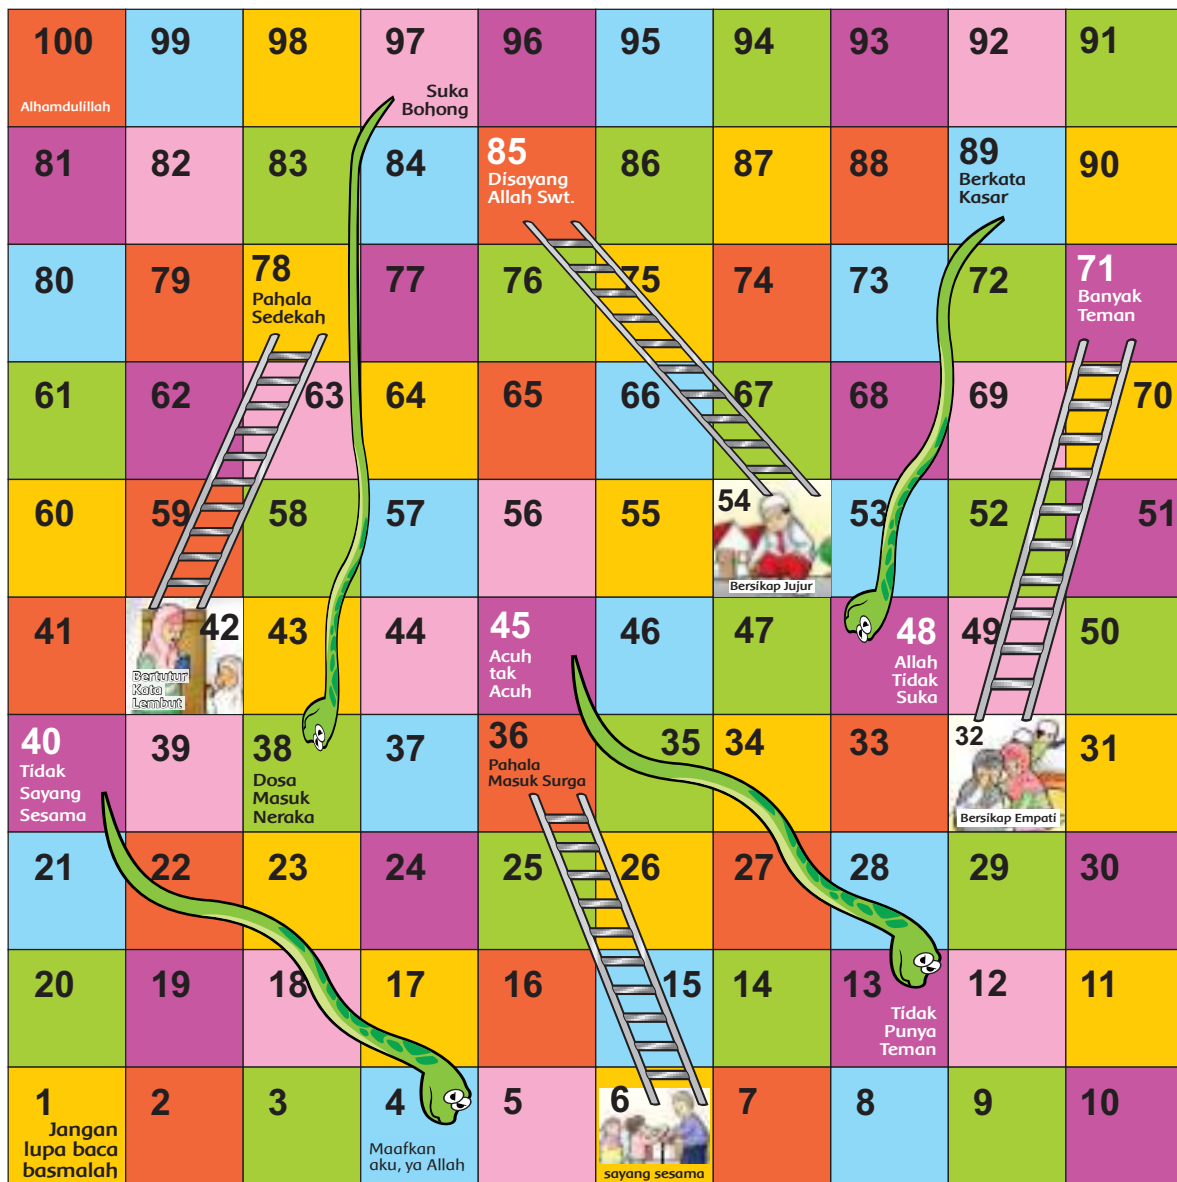 100 99 98 97 96 95 94 93 92 91
Alhamdulillah
Suka
Bohong
81 82 83 84 85 86 87 88 89 90
Disayang
Allah Swt.
Berkata
Kasar
80 79 78 77 76 75 74 73 72 71
Pahala
Sedekah
Banyak
Teman
61 62 63 64 65 66 67 68 69 70
60 59 58 57 56 55 54 53 52 51
Bersikap Jujur
41 42 43 44 45 46 47 48 49 50
Bertutur
Kata
Lembut
Acuh
tak
Acuh
Allah
Tidak
Suka
40 39 38 37 36 35 34 33 32 31
Tidak
Sayang
Sesama
Dosa
Masuk
Neraka
Pahala
Masuk Surga
Bersikap Empati
21 22 23 24 25 26 27 28 29 30
20 19 18 17 16 15 14 13 12 11
Tidak
Punya
Teman
1 2 3 4 5 6 7 8 9 10
Jangan
lupa baca
basmalah
Maafkan
aku, ya Allah
sayang sesama